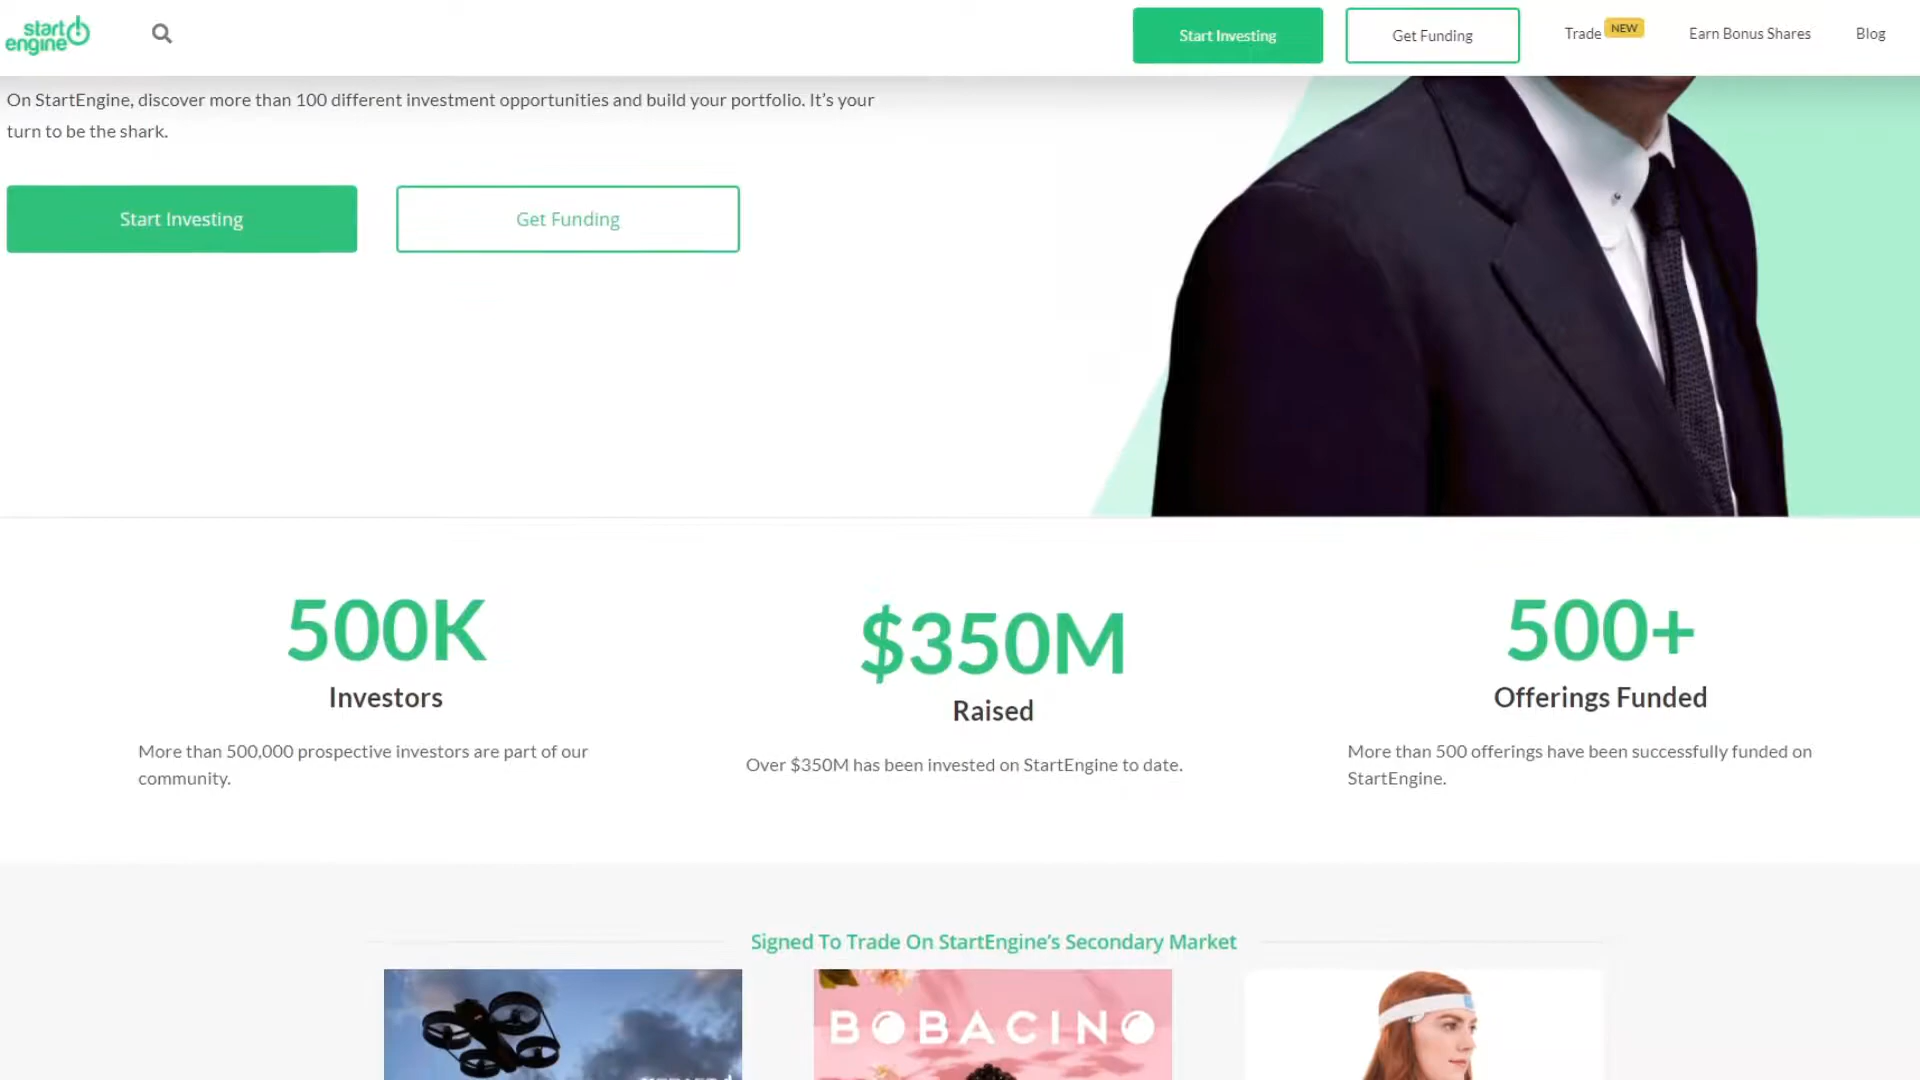 start
engine
Start Investing
Get Funding
Trade NEW
Earn Bonus Shares
Blog
On StartEngine, discover more than 100 different investment opportunities and build your portfolio. It’s your
turn to be the shark.
Start Investing
Get Funding
500K
Investors
More than 500,000 prospective investors are part of our
community.
$350M
Raised
Over $350M has been invested on StartEngine to date.
500+
Offerings Funded
More than 500 offerings have been successfully funded on
StartEngine.
Signed To Trade On StartEngine’s Secondary Market
BOBACINO